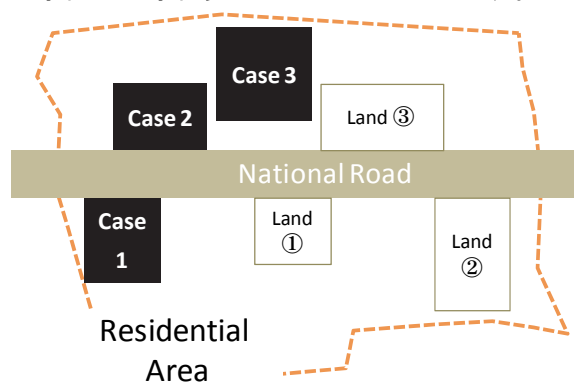 Case 3
Case 2
Land ③
National Road
Case
1
Land
①
Land
②
Residential
Area